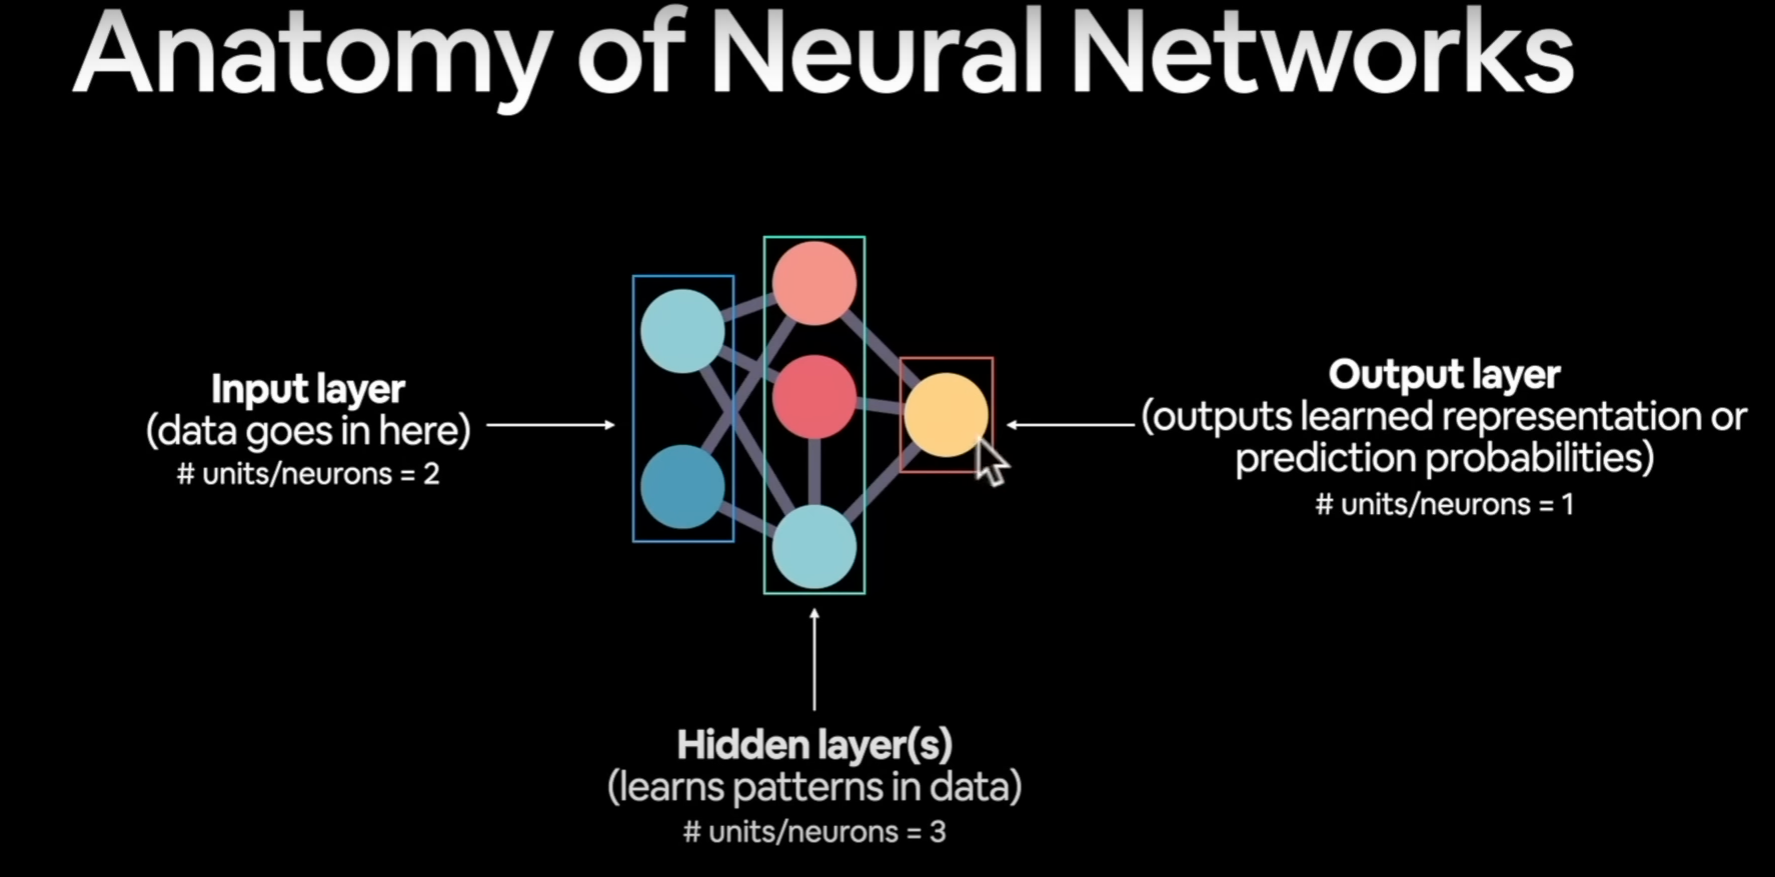 Anatomy of Neural Networks
Input layer
(data goes in here)
# units/neurons = 2
Output layer
(outputs learned representation or
prediction probabilities)
# units/neurons = 1
Hidden layer(s)
(learns patterns in data)
# units/neurons = 3